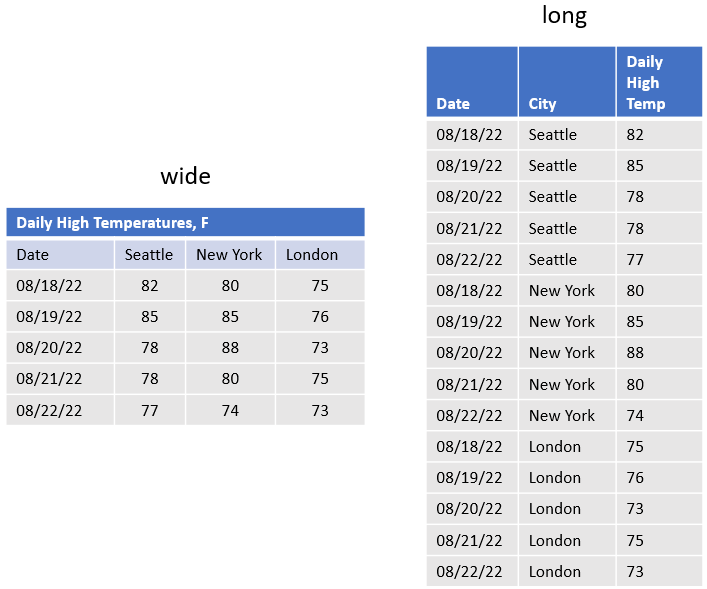 wide
Daily High Temperatures, F
Date Seattle New York London
08/18/22 82 80 75
08/19/22 85 85 76
08/20/22 78 88 73
08/21/22 78 80 75
08/22/22 77 74 73
long
Daily
High
Date City Temp
08/18/22 Seattle 82
08/19/22 Seattle 85
08/20/22 Seattle 78
08/21/22 Seattle 78
08/22/22 Seattle 77
08/18/22 New York 80
08/19/22 New York 85
08/20/22 New York 88
08/21/22 New York 80
08/22/22 New York 74
08/18/22 London 75
08/19/22 London 76
08/20/22 London 73
08/21/22 London 75
08/22/22 London 73